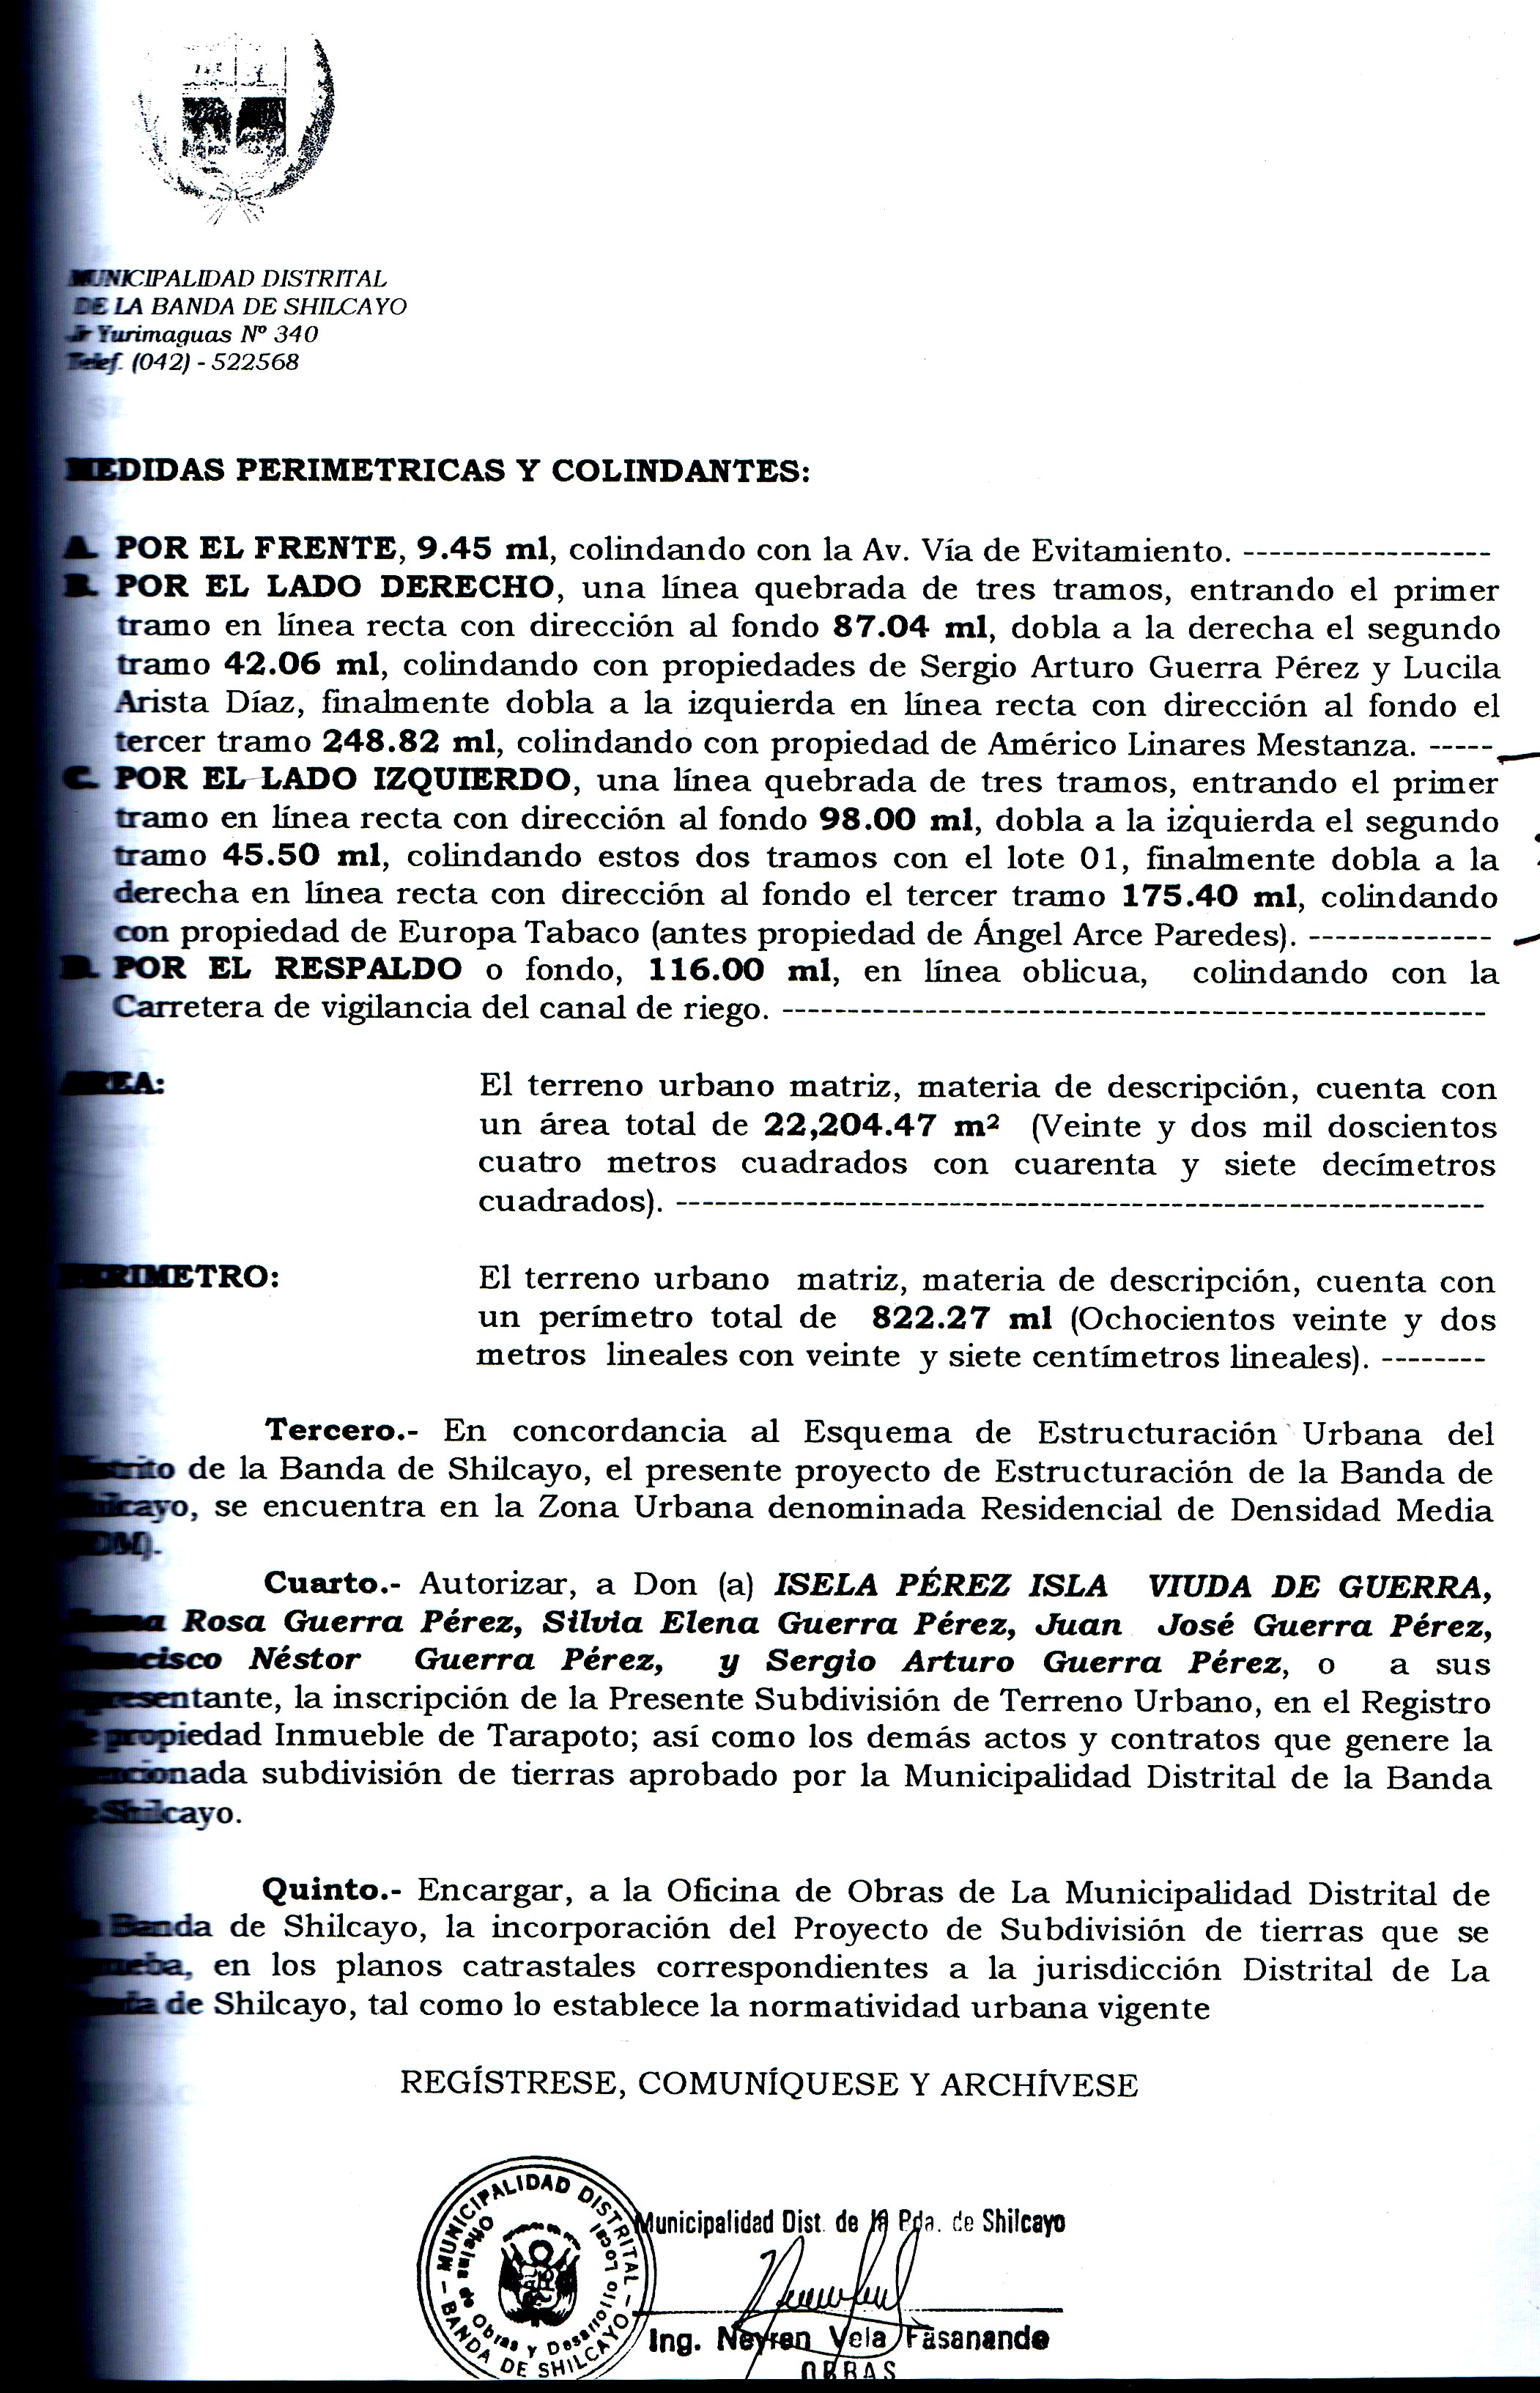 MUNICIPALIDAD DISTRITAL
DE LA BANDA DE SHILCAYO
Jr Yurimaguas Nº 340
Telef. (042) - 522568
MEDIDAS PERIMETRICAS Y COLINDANTES:
A. POR EL FRENTE, 9.45 ml, colindando con la Av. Vía de Evitamiento. -------------------
B. POR EL LADO DERECHO, una línea quebrada de tres tramos, entrando el primer
tramo en línea recta con dirección al fondo 87.04 ml, dobla a la derecha el segundo
tramo 42.06 ml, colindando con propiedades de Sergio Arturo Guerra Pérez y Lucila
Arista Díaz, finalmente dobla a la izquierda en línea recta con dirección al fondo el
tercer tramo 248.82 ml, colindando con propiedad de Américo Linares Mestanza. -----
C. POR EL LADO IZQUIERDO, una línea quebrada de tres tramos, entrando el primer
tramo en línea recta con dirección al fondo 98.00 ml, dobla a la izquierda el segundo
tramo 45.50 ml, colindando estos dos tramos con el lote 01, finalmente dobla a la
derecha en línea recta con dirección al fondo el tercer tramo 175.40 ml, colindando
con propiedad de Europa Tabaco (antes propiedad de Ángel Arce Paredes). --------------
D. POR EL RESPALDO o fondo, 116.00 ml, en línea oblicua, colindando con la
Carretera de vigilancia del canal de riego. ------------------------------------------------------
AREA: El terreno urbano matriz, materia de descripción, cuenta con
un área total de 22,204.47 m² (Veinte y dos mil doscientos
cuatro metros cuadrados con cuarenta y siete decímetros
cuadrados). --------------------------------------------------------------
PERIMETRO: El terreno urbano matriz, materia de descripción, cuenta con
un perímetro total de 822.27 ml (Ochocientos veinte y dos
metros lineales con veinte y siete centímetros lineales). --------
Tercero.- En concordancia al Esquema de Estructuración Urbana del
Distrito de la Banda de Shilcayo, el presente proyecto de Estructuración de la Banda de
Shilcayo, se encuentra en la Zona Urbana denominada Residencial de Densidad Media
(RDM).
Cuarto.- Autorizar, a Don (a) ISELA PÉREZ ISLA VIUDA DE GUERRA,
Rosa Guerra Pérez, Silvia Elena Guerra Pérez, Juan José Guerra Pérez,
Francisco Néstor Guerra Pérez, y Sergio Arturo Guerra Pérez, o a sus
representante, la inscripción de la Presente Subdivisión de Terreno Urbano, en el Registro
de propiedad Inmueble de Tarapoto; así como los demás actos y contratos que genere la
mencionada subdivisión de tierras aprobado por la Municipalidad Distrital de la Banda
de Shilcayo.
Quinto.- Encargar, a la Oficina de Obras de La Municipalidad Distrital de
la Banda de Shilcayo, la incorporación del Proyecto de Subdivisión de tierras que se
aprueba, en los planos catrastales correspondientes a la jurisdicción Distrital de La
Banda de Shilcayo, tal como lo establece la normatividad urbana vigente
REGÍSTRESE, COMUNÍQUESE Y ARCHÍVESE
MUNICIPALIDAD DISTRITAL
BANDA DE SHILCAYO
Oficina de Obras y Desarrollo Local
Municipalidad Dist. de la Bda. de Shilcayo
Ing. Neyren Vela Fasanando
OBRAS